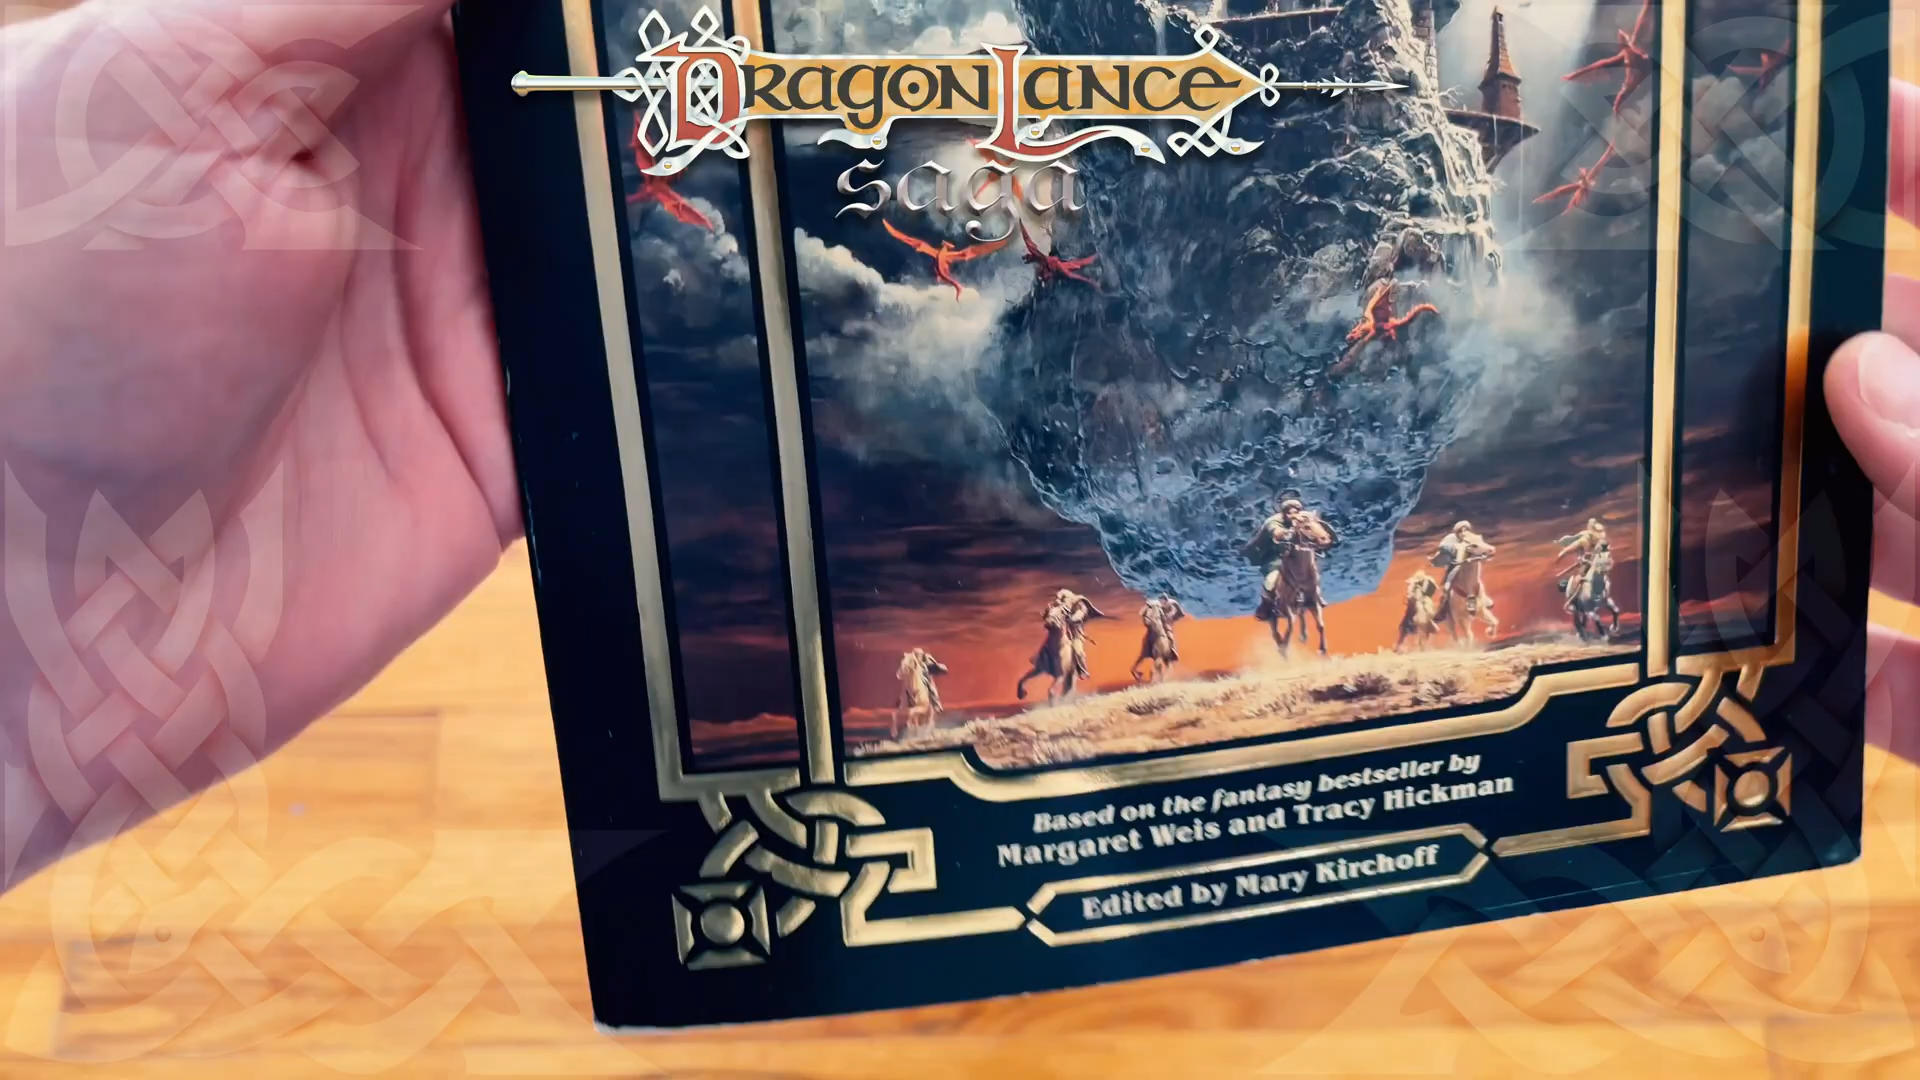 DragonLance
saga
Based on the fantasy bestseller by
Margaret Weis and Tracy Hickman
Edited by Mary Kirchoff